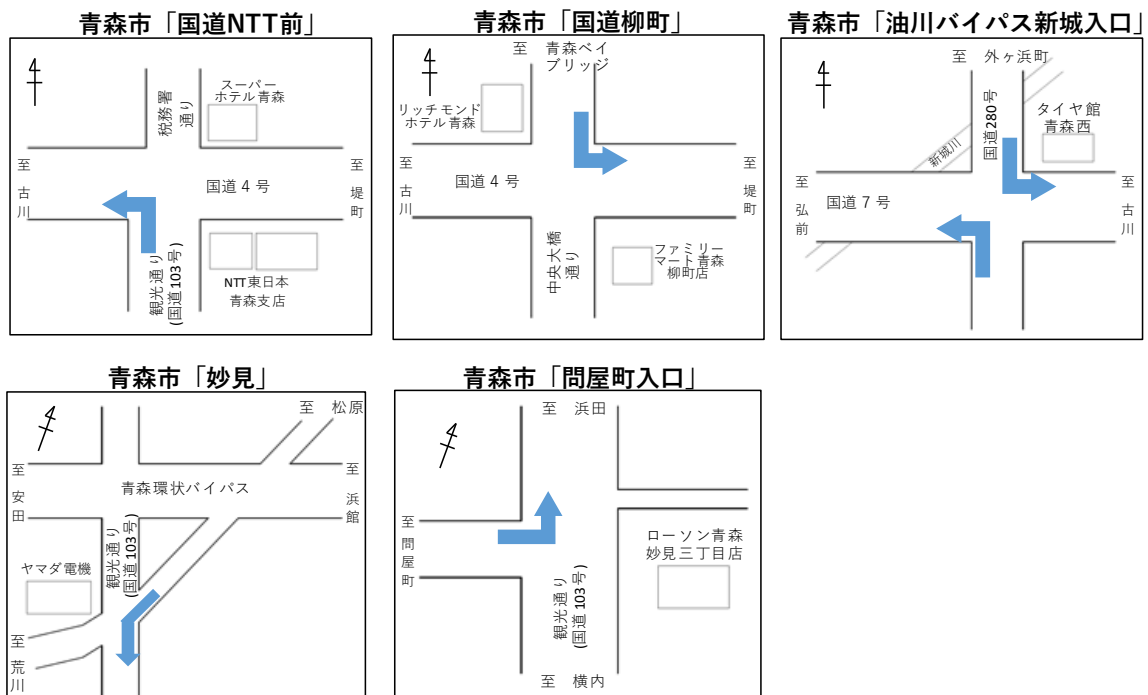 青森市「国道NTT前」
スーパー
ホテル青森
税務署
通り
至 古川
国道4号
至 堤町
観光通り
(国道103号)
NTT東日本
青森支店
青森市「国道柳町」
至 青森ベイ
ブリッジ
リッチモンド
ホテル青森
至 古川
国道4号
至 堤町
中央大橋
通り
ファミリー
マート青森
柳町店
青森市「油川バイパス新城入口」
至 外ヶ浜町
国道280号
タイヤ館
青森西
新城川
至 弘前
国道7号
至 古川
青森市「妙見」
至 松原
至 安田
青森環状バイパス
至 浜館
観光通り
(国道103号)
ヤマダ電機
至 荒川
青森市「問屋町入口」
至 浜田
至 問屋町
ローソン青森
妙見三丁目店
観光通り
(国道103号)
至 横内